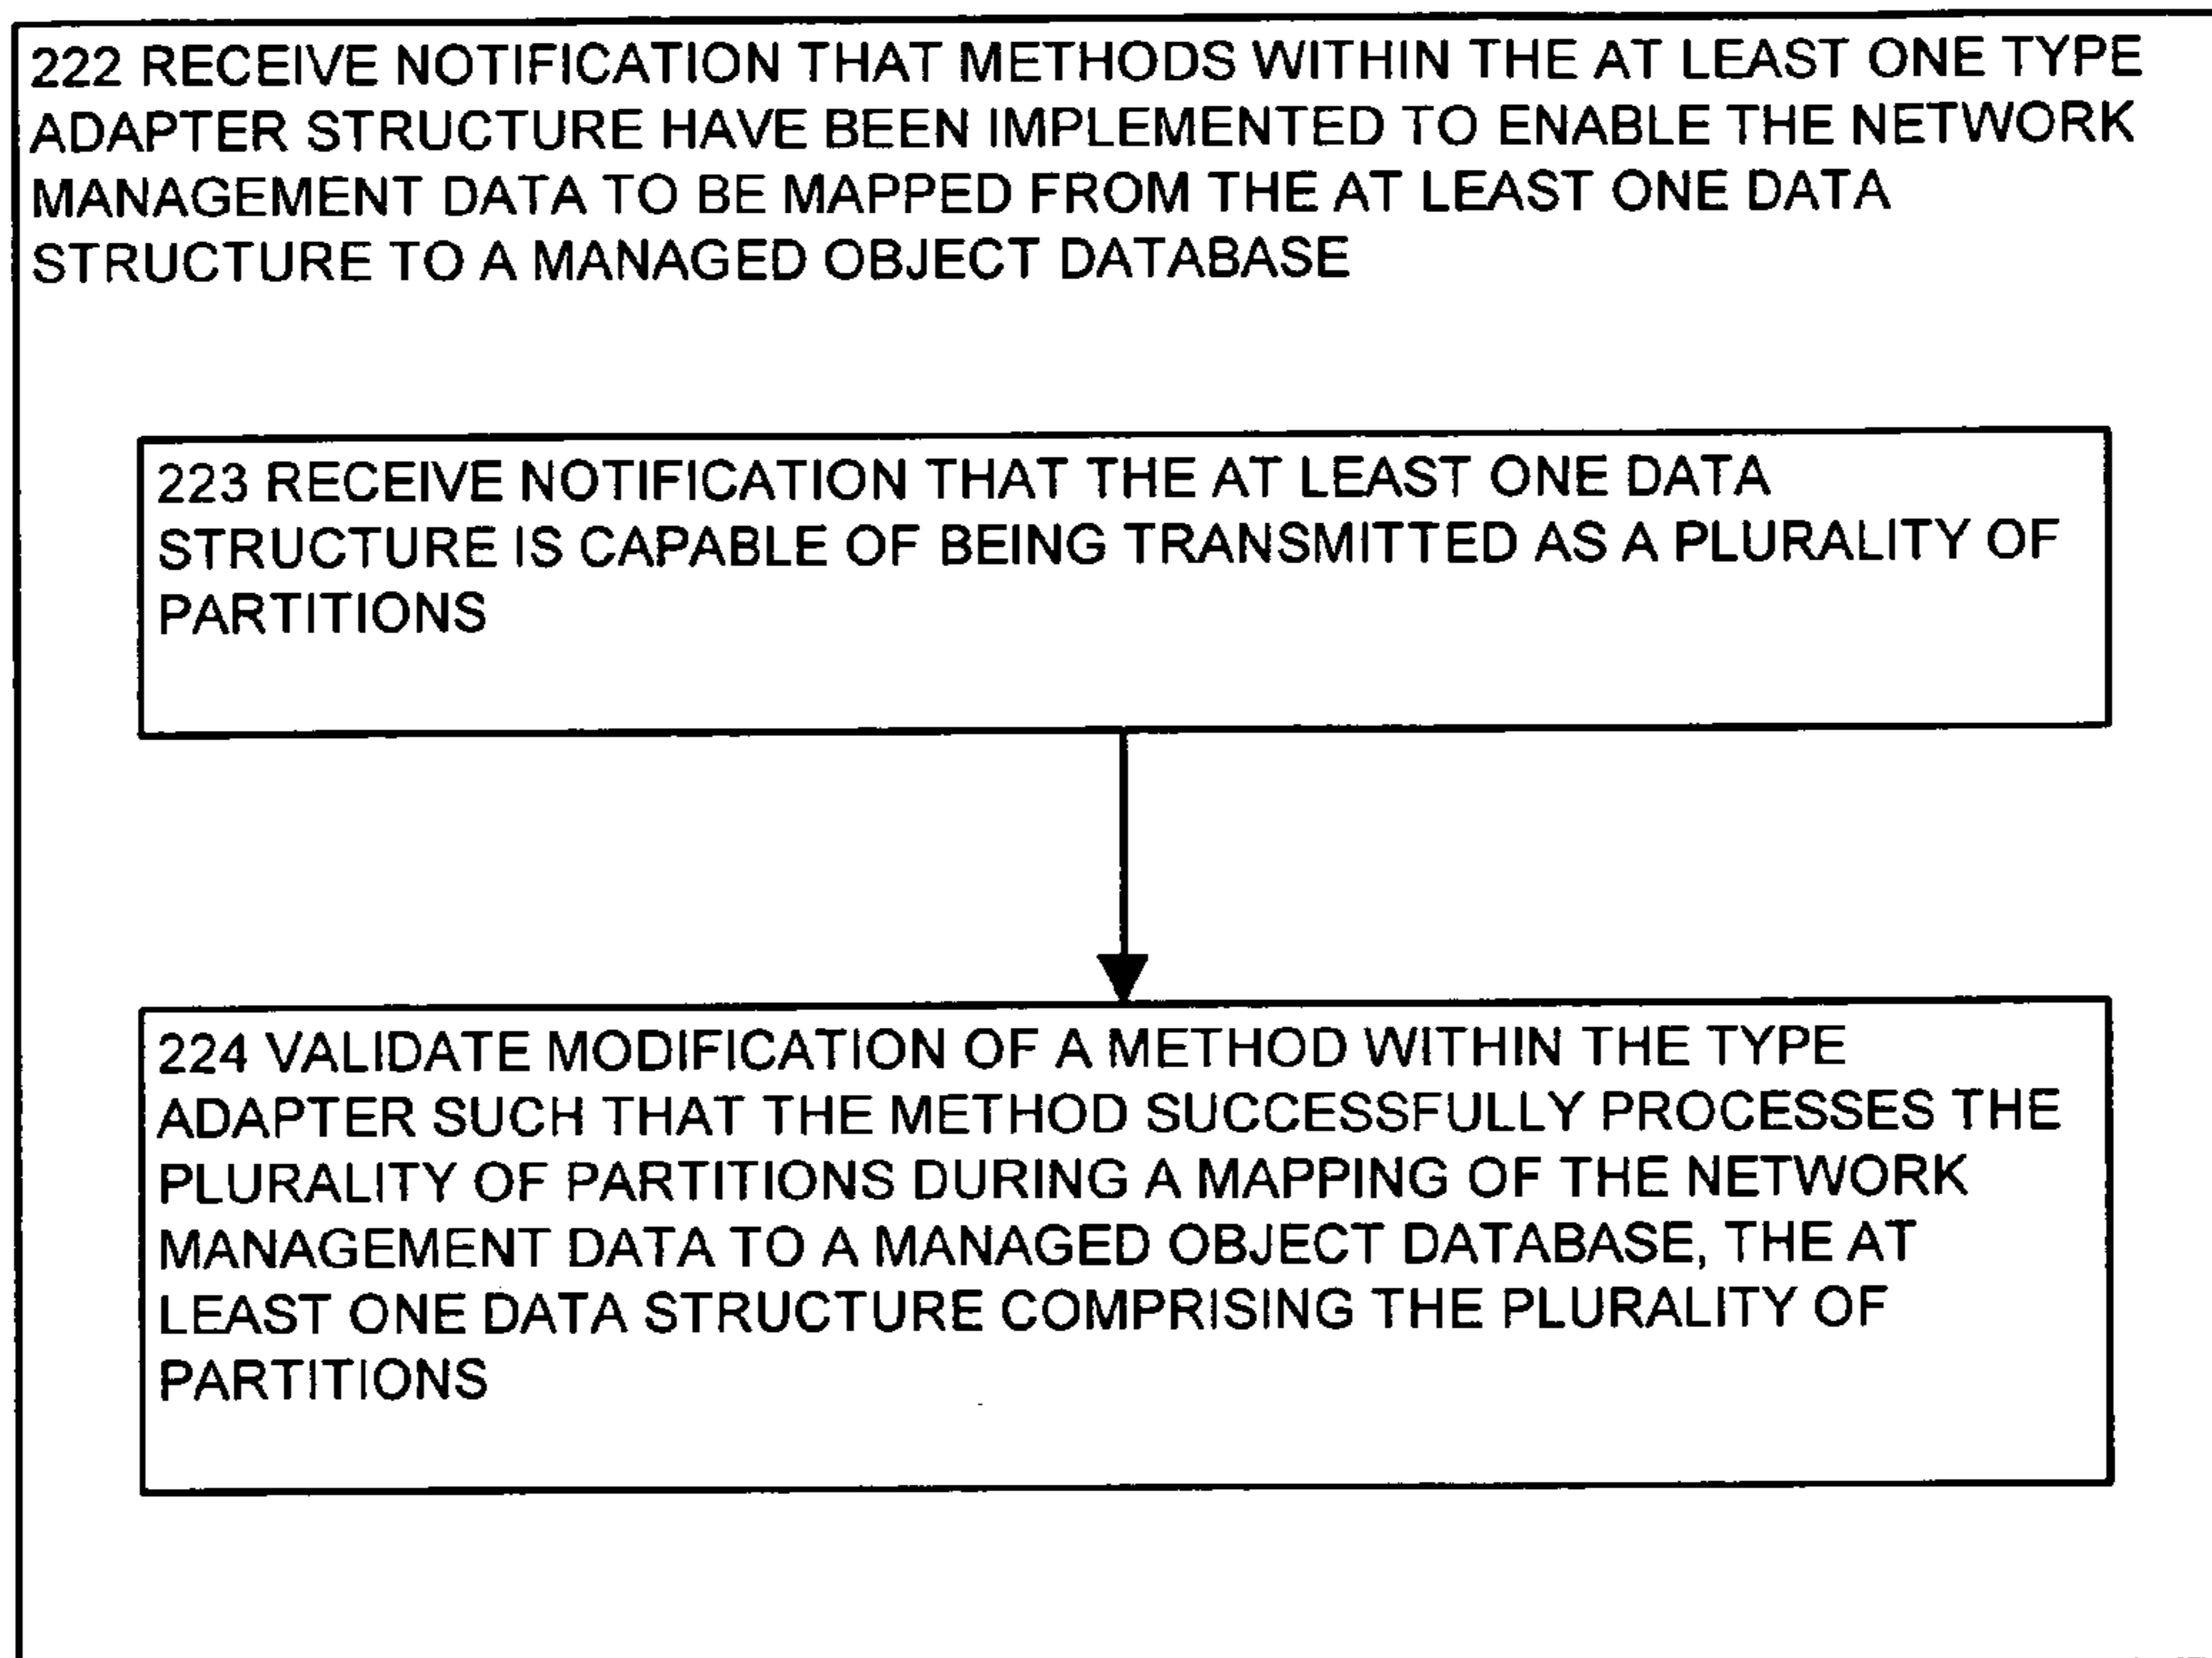 222 RECEIVE NOTIFICATION THAT METHODS WITHIN THE AT LEAST ONE TYPE
ADAPTER STRUCTURE HAVE BEEN IMPLEMENTED TO ENABLE THE NETWORK
MANAGEMENT DATA TO BE MAPPED FROM THE AT LEAST ONE DATA
STRUCTURE TO A MANAGED OBJECT DATABASE
223 RECEIVE NOTIFICATION THAT THE AT LEAST ONE DATA
STRUCTURE IS CAPABLE OF BEING TRANSMITTED AS A PLURALITY OF
PARTITIONS
224 VALIDATE MODIFICATION OF A METHOD WITHIN THE TYPE
ADAPTER SUCH THAT THE METHOD SUCCESSFULLY PROCESSES THE
PLURALITY OF PARTITIONS DURING A MAPPING OF THE NETWORK
MANAGEMENT DATA TO A MANAGED OBJECT DATABASE, THE AT
LEAST ONE DATA STRUCTURE COMPRISING THE PLURALITY OF
PARTITIONS